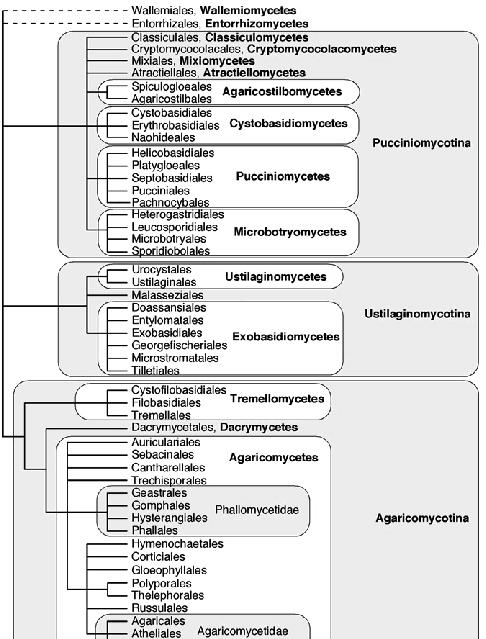 Wallemiales, Wallemiomycetes
Entorrhizales, Entorrhizomycetes
Classiculales, Classiculomycetes
Cryptomycocolacales, Cryptomycocolacomycetes
Mixiales, Mixiomycetes
Atractiellales, Atractiellomycetes
Spiculogloeales
Agaricostilbales
Agaricostilbomycetes
Cystobasidiales
Erythrobasidiales
Naohideales
Cystobasidiomycetes
Pucciniomycotina
Helicobasidiales
Platygloeales
Septobasidiales
Pucciniales
Pachnocybales
Pucciniomycetes
Heterogastridiales
Leucosporidiales
Microbotryales
Sporidiobolales
Microbotryomycetes
Urocystales
Ustilaginales
Ustilaginomycetes
Malasseziales
Ustilaginomycotina
Doassansiales
Entylomatales
Exobasidiales
Georgefischeriales
Microstromatales
Tilletiales
Exobasidiomycetes
Cystofilobasidiales
Filobasidiales
Tremellales
Tremellomycetes
Dacrymycetales, Dacrymycetes
Auriculariales
Sebacinales
Cantharellales
Trechisporales
Agaricomycetes
Geastrales
Gomphales
Hysterangiales
Phallales
Phallomycetidae
Agaricomycotina
Hymenochaetales
Corticiales
Gloeophyllales
Polyporales
Thelephorales
Russulales
Agaricales
Atheliales
Agaricomycetidae